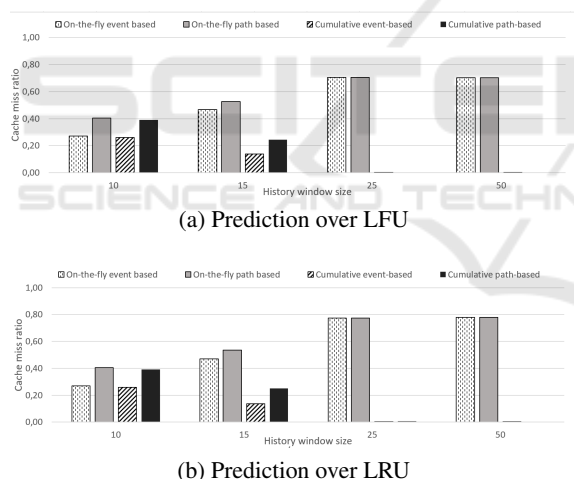 On-the-fly event based On-the-fly path based Cumulative event-based Cumulative path-based
1,00
0,80
0,60
0,40
0,20
0,00
Cache miss ratio
10 15 25 50
History window size
SCIENCE AND TECHN
(a) Prediction over LFU
On-the-fly event based On-the-fly path based Cumulative event-based Cumulative path-based
1,00
0,80
0,60
0,40
0,20
0,00
Cache miss ratio
10 15 25 50
History window size
(b) Prediction over LRU